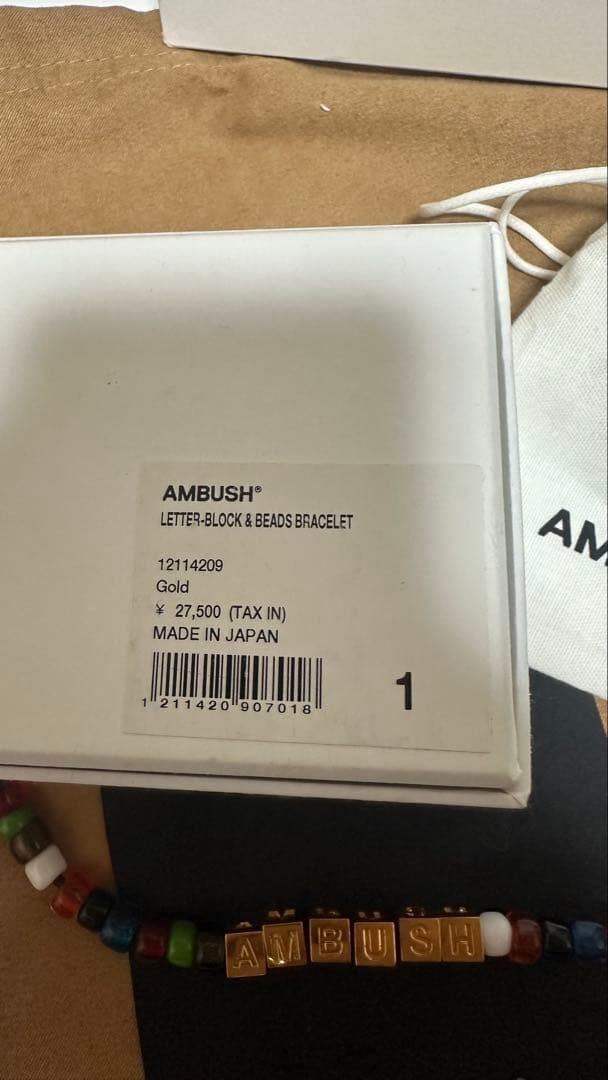 AMBUSH®
LETTER-BLOCK & BEADS BRACELET
12114209
Gold
¥ 27,500 (TAX IN)
MADE IN JAPAN
1 211420 907018
1
AM
AMBUSH